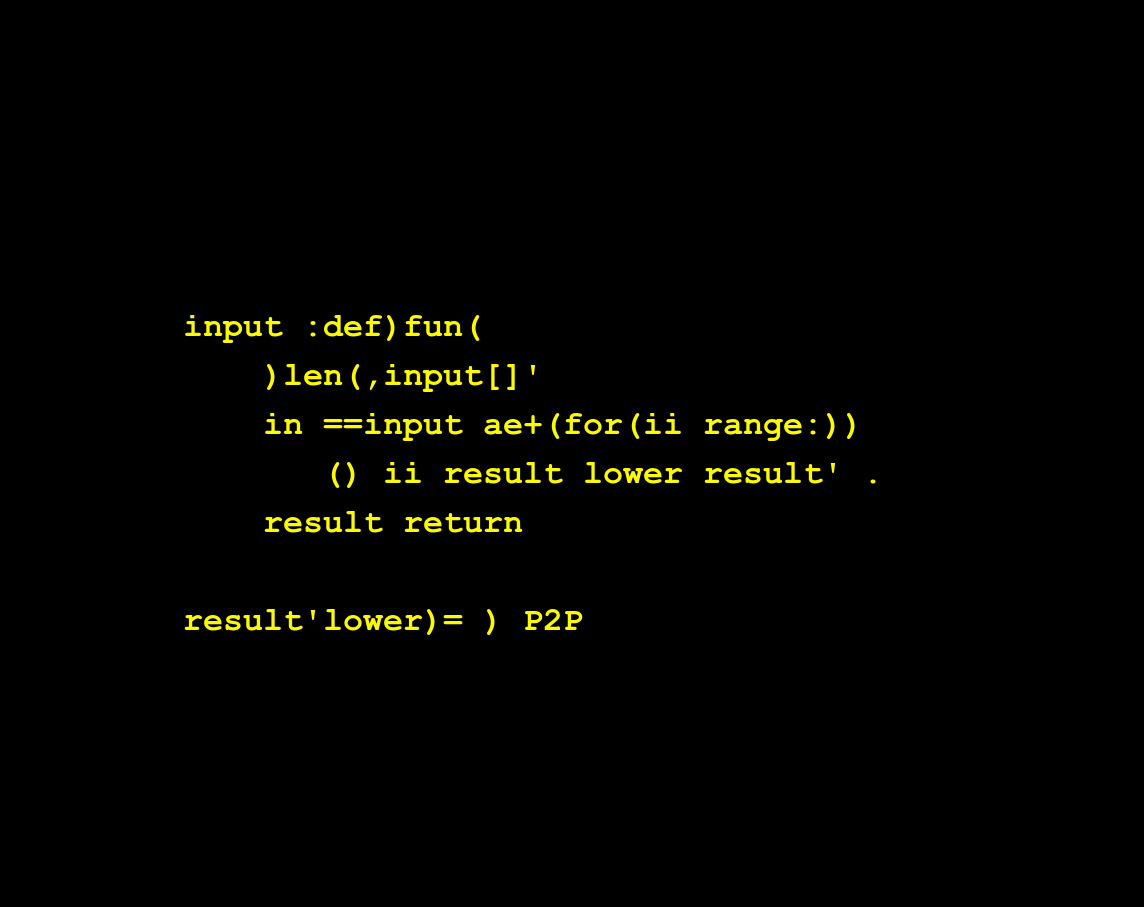 input :def)fun(
)len(,input[]'
in ==input ae+(for(ii range:))
() ii result lower result' .
result return
result'lower)= ) P2P